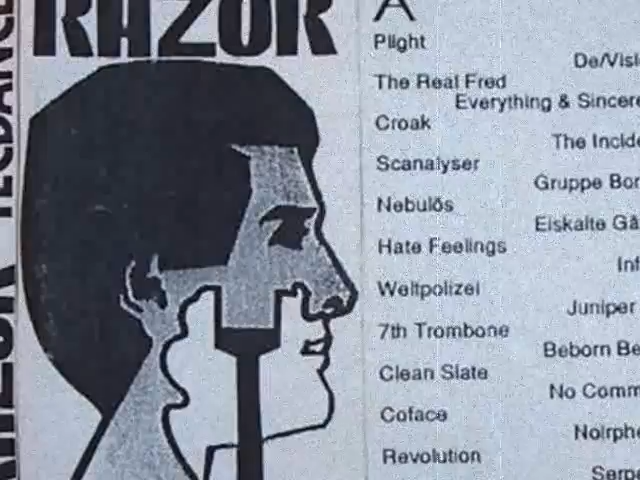 RAZOR
A
Plight
De/Visi
The Real Fred
Everything & Sincere
Croak
The Incide
Scanalyser
Gruppe Bor
Nebulös
Eiskalte Gä
Hate Feelings
Inf
Weltpolizei
Juniper
7th Trombone
Beborn Be
Clean Slate
No Comm
Coface
Noirphe
Revolution
Serpe